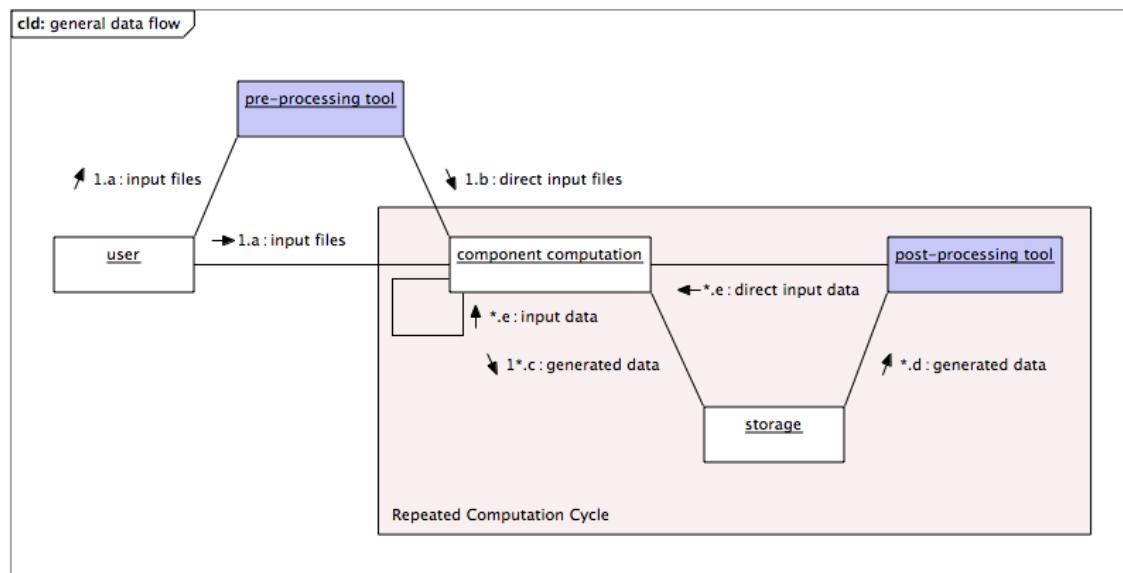 cld: general data flow
pre-processing tool
1.a : input files
1.b : direct input files
user
1.a : input files
component computation
post-processing tool
*.e : direct input data
*.e : input data
1*.c : generated data
*.d : generated data
storage
Repeated Computation Cycle